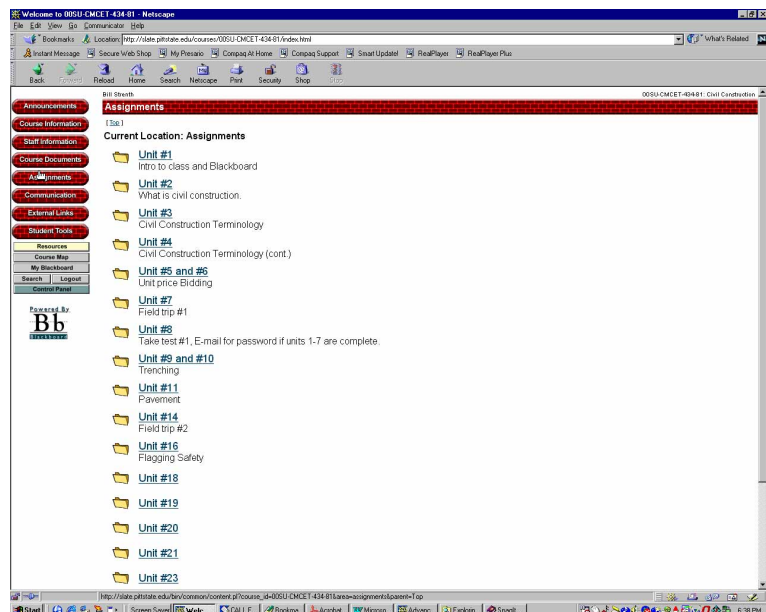 Welcome to 00SU-CMCET-434-81 - Netscape
File Edit View Go Communicator Help
Bookmarks Location: http://slate.pittstate.edu/courses/00SU-CMCET-434-81/index.html What's Related
Instant Message Secure Web Shop My Presario Compaq At Home Compaq Support Smart Update! RealPlayer RealPlayer Plus
Back Forward Reload Home Search Netscape Print Security Shop Stop
Bill Strenth 00SU-CMCET-434-81: Civil Construction
Announcements
Course Information
Staff Information
Course Documents
Assignments
Communication
External Links
Student Tools
Resources
Course Map
My Blackboard
Search Logout
Control Panel
Powered By
Bb
Blackboard
Assignments
[ Top ]
Current Location: Assignments
Unit #1
Intro to class and Blackboard
Unit #2
What is civil construction.
Unit #3
Civil Construction Terminology
Unit #4
Civil Construction Terminology (cont.)
Unit #5 and #6
Unit price Bidding
Unit #7
Field trip #1
Unit #8
Take test #1, E-mail for password if units 1-7 are complete.
Unit #9 and #10
Trenching
Unit #11
Pavement
Unit #14
Field trip #2
Unit #16
Flagging Safety
Unit #18
Unit #19
Unit #20
Unit #21
Unit #23
http://slate.pittstate.edu/bin/common/content.pl?course_id=00SU-CMCET-434-81&area=assignments&parent=Top
Start Screen Saver Welc... CALL F... Bookma... Acrobat... Microso... Advanc... Explorin... SnagIt... 6:38 PM